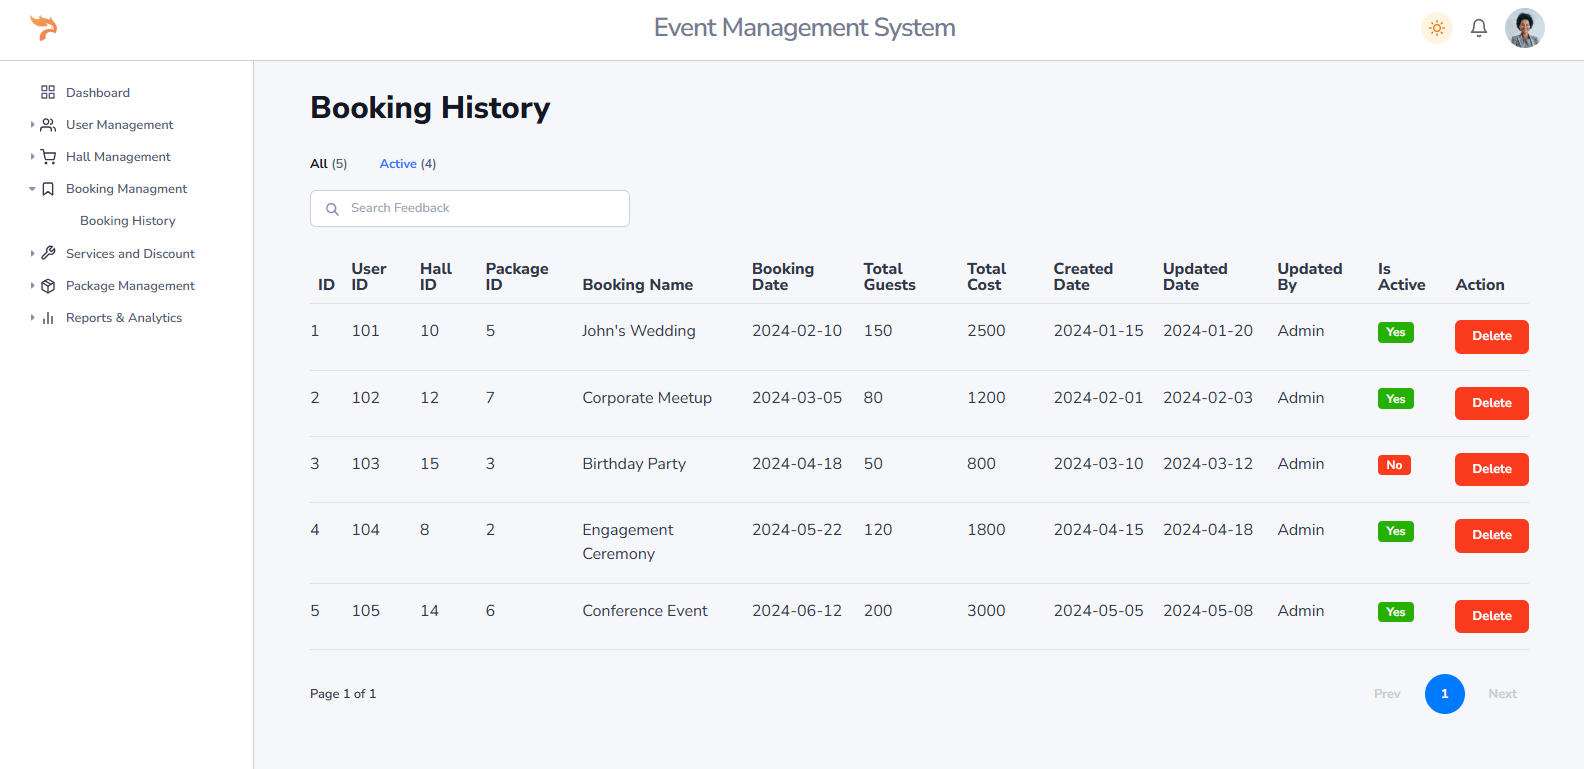 Event Management System
Dashboard
User Management
Hall Management
Booking Managment
Booking History
Services and Discount
Package Management
Reports & Analytics
Booking History
All (5) Active (4)
Search Feedback
ID User ID Hall ID Package ID Booking Name Booking Date Total Guests Total Cost Created Date Updated Date Updated By Is Active Action
1 101 10 5 John's Wedding 2024-02-10 150 2500 2024-01-15 2024-01-20 Admin Yes Delete
2 102 12 7 Corporate Meetup 2024-03-05 80 1200 2024-02-01 2024-02-03 Admin Yes Delete
3 103 15 3 Birthday Party 2024-04-18 50 800 2024-03-10 2024-03-12 Admin No Delete
4 104 8 2 Engagement Ceremony 2024-05-22 120 1800 2024-04-15 2024-04-18 Admin Yes Delete
5 105 14 6 Conference Event 2024-06-12 200 3000 2024-05-05 2024-05-08 Admin Yes Delete
Page 1 of 1 Prev 1 Next